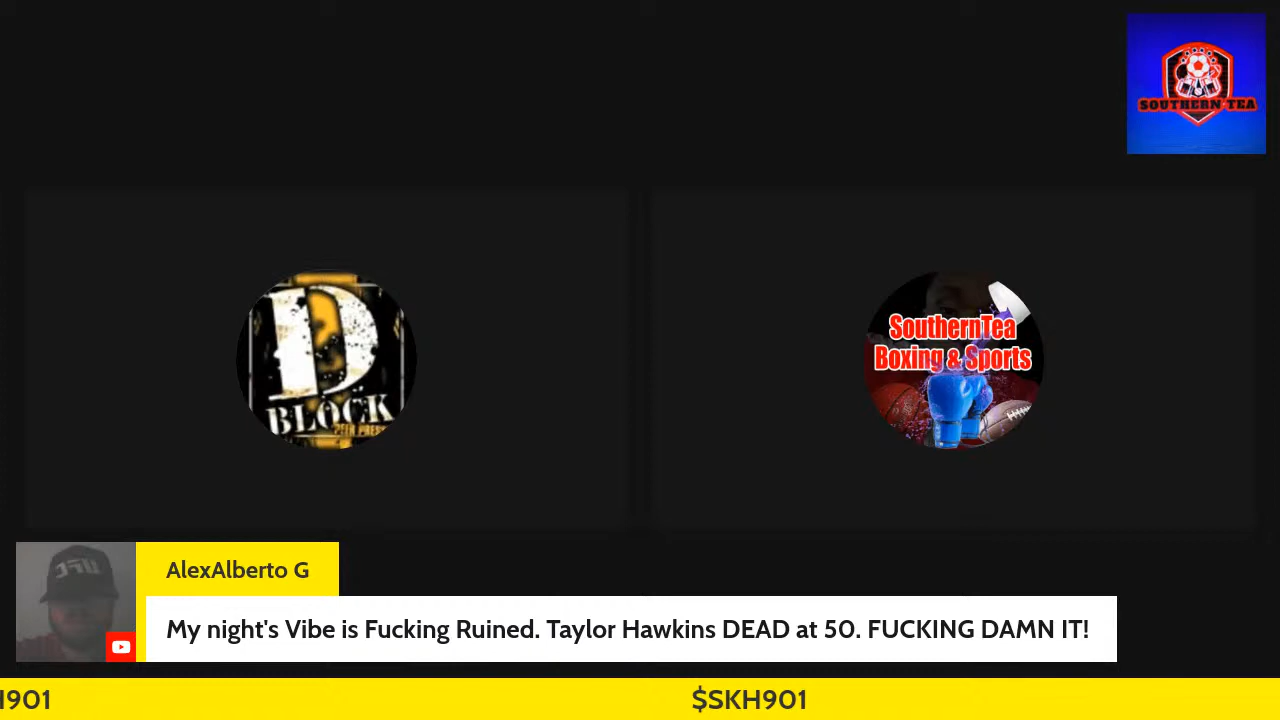 SOUTHERN TEA
D
BLOCK
SouthernTea
Boxing & Sports
AlexAlberto G
My night's Vibe is Fucking Ruined. Taylor Hawkins DEAD at 50. FUCKING DAMN IT!
$SKH901